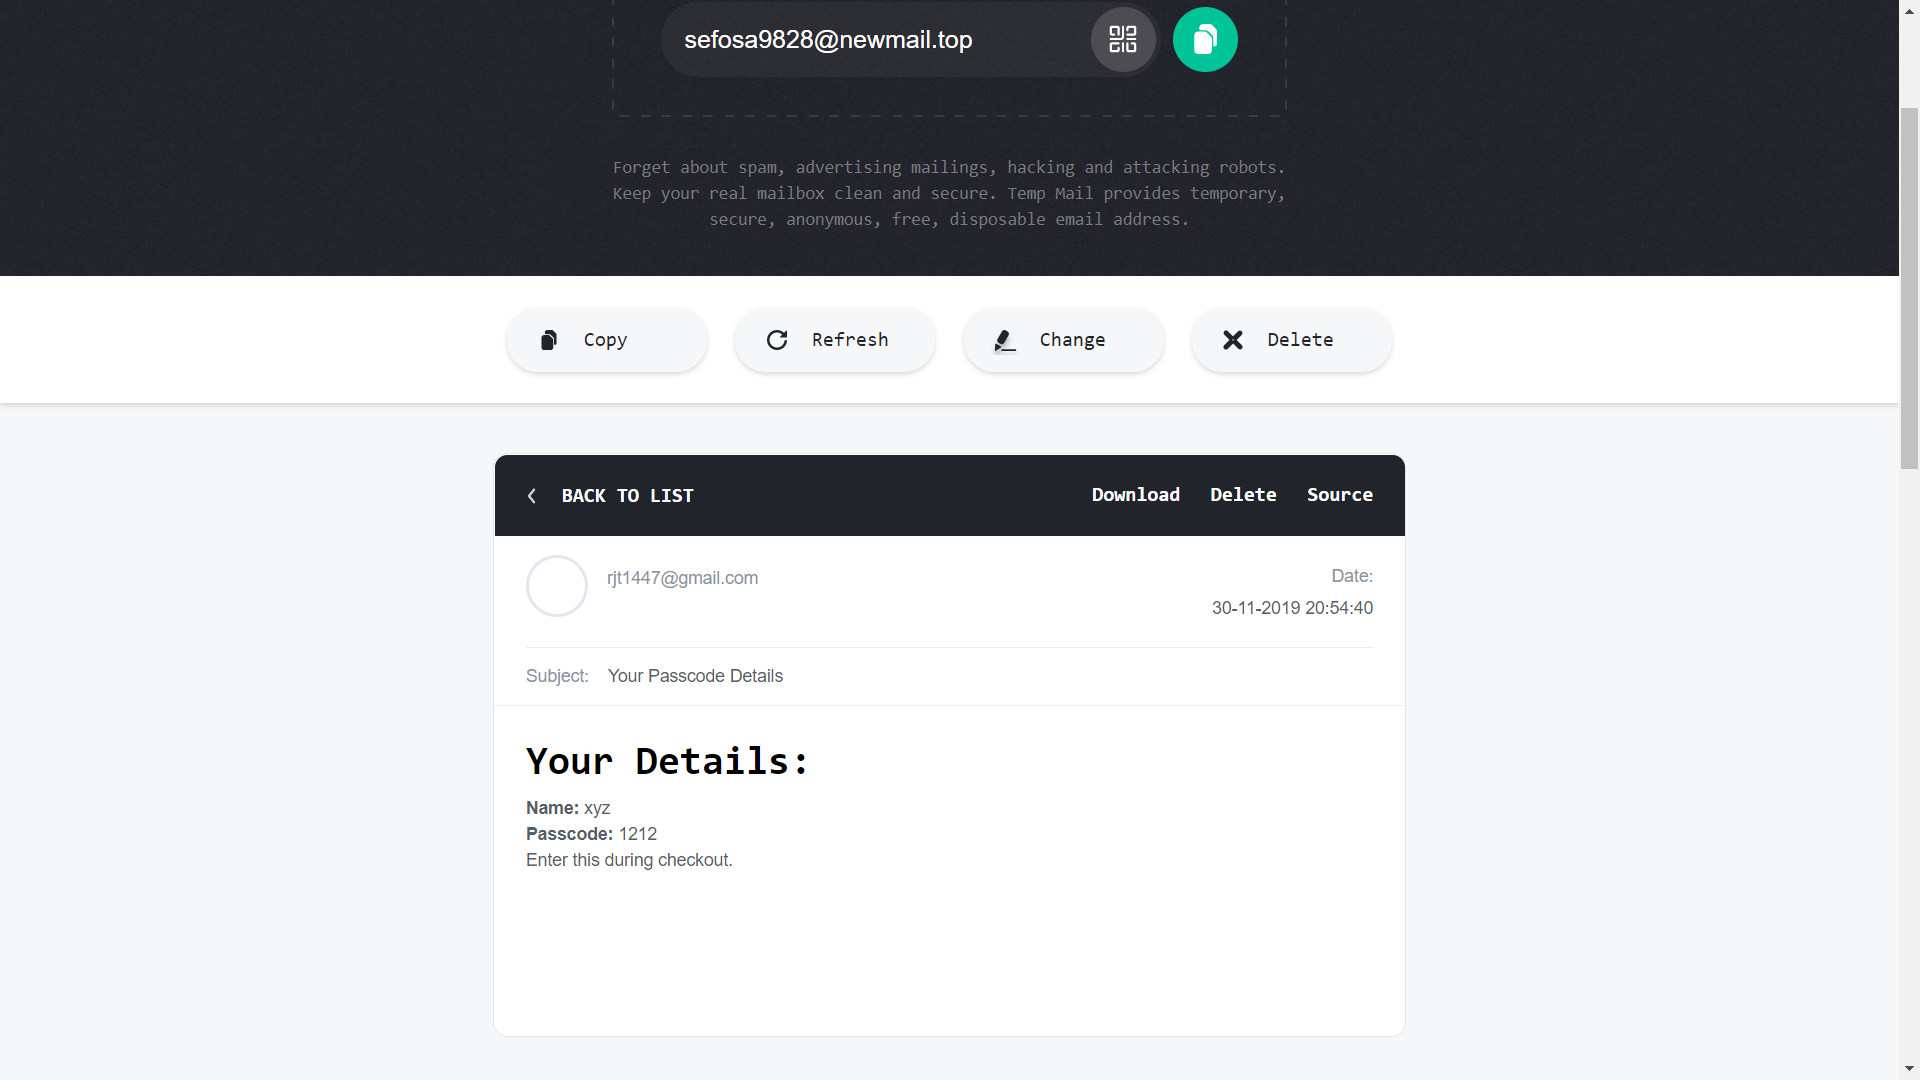 sefosa9828@newmail.top
Forget about spam, advertising mailings, hacking and attacking robots.
Keep your real mailbox clean and secure. Temp Mail provides temporary,
secure, anonymous, free, disposable email address.
Copy
Refresh
Change
Delete
BACK TO LIST
Download
Delete
Source
rjt1447@gmail.com
Date:
30-11-2019 20:54:40
Subject: Your Passcode Details
Your Details:
Name: xyz
Passcode: 1212
Enter this during checkout.